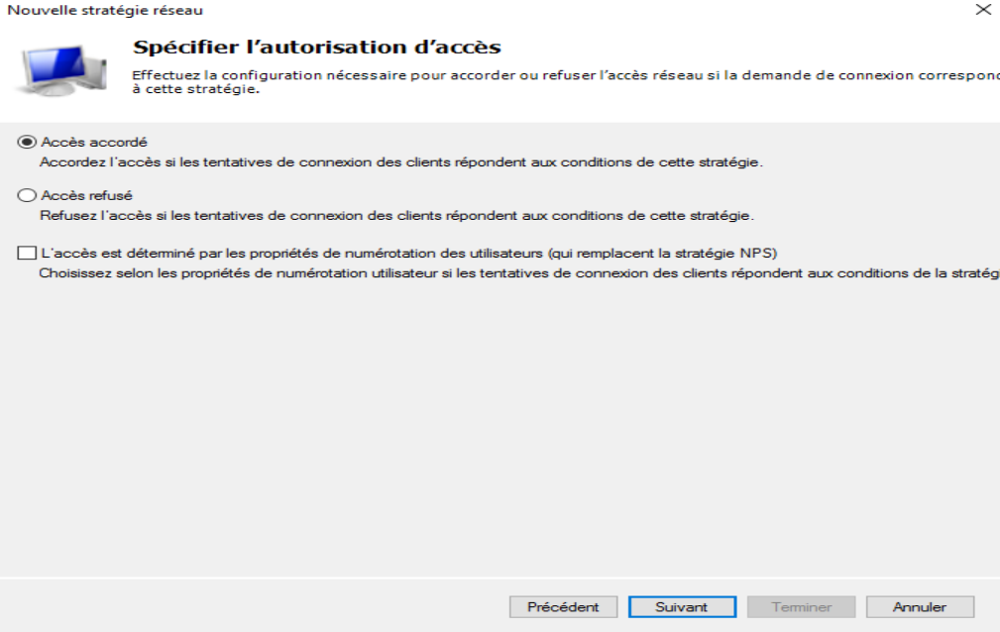 Nouvelle stratégie réseau
Spécifier l'autorisation d'accès
Effectuez la configuration nécessaire pour accorder ou refuser l'accès réseau si la demande de connexion correspond
à cette stratégie.
Accès accordé
Accordez l'accès si les tentatives de connexion des clients répondent aux conditions de cette stratégie.
Accès refusé
Refusez l'accès si les tentatives de connexion des clients répondent aux conditions de cette stratégie.
L'accès est déterminé par les propriétés de numérotation des utilisateurs (qui remplacent la stratégie NPS)
Choisissez selon les propriétés de numérotation utilisateur si les tentatives de connexion des clients répondent aux conditions de la stratég
Précédent Suivant Terminer Annuler